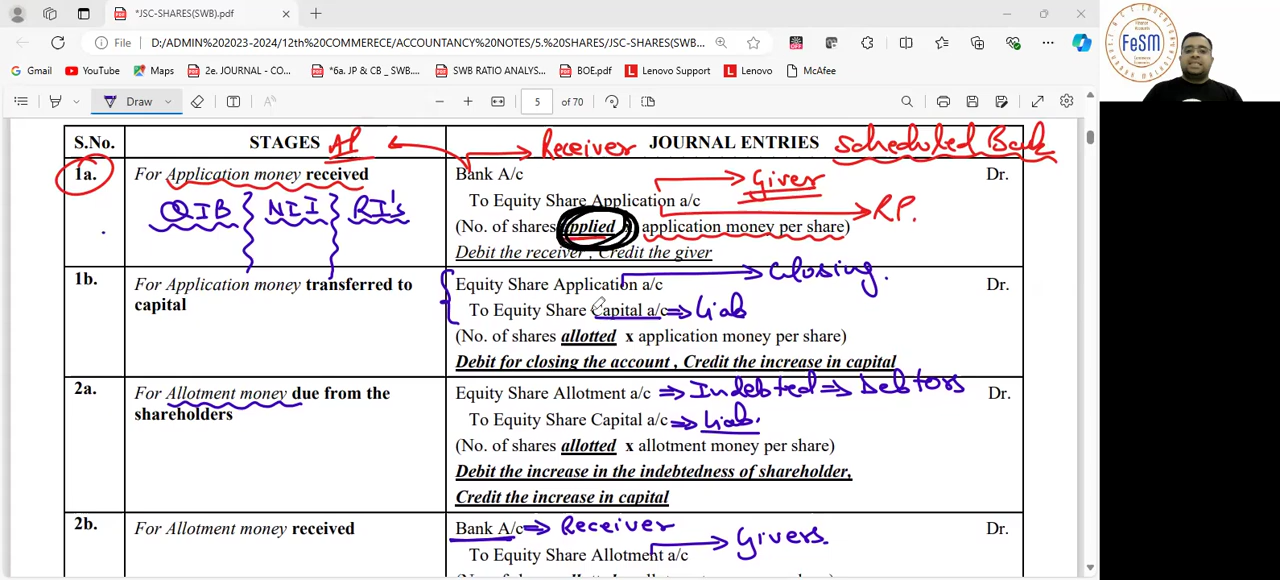 *JSC-SHARES(SWB).pdf
File D:/ADMIN%202023-2024/12th%20COMMERECE/ACCOUNTANCY%20NOTES/5.%20SHARES/JSC-SHARES(SWB...
Gmail YouTube Maps 2e. JOURNAL - CO... *6a. JP & CB _SWB.... SWB RATIO ANALYS... BOE.pdf Lenovo Support Lenovo McAfee
Draw 5 of 70
S.No. STAGES AP Receiver JOURNAL ENTRIES Scheduled Bank
1a. For Application money received Bank A/c Dr.
Giver
To Equity Share Application a/c
QIB NII RI's RP.
(No. of shares applied x application money per share)
Debit the receiver , Credit the giver
1b. For Application money transferred to capital
Equity Share Application a/c Closing. Dr.
To Equity Share Capital a/c ⇒ Liab
(No. of shares allotted x application money per share)
Debit for closing the account , Credit the increase in capital
2a. For Allotment money due from the shareholders
Equity Share Allotment a/c ⇒ Indebted ⇒ Debtors Dr.
To Equity Share Capital a/c ⇒ Liab.
(No. of shares allotted x allotment money per share)
Debit the increase in the indebtedness of shareholder,
Credit the increase in capital
2b. For Allotment money received Bank A/c ⇒ Receiver Dr.
To Equity Share Allotment a/c Givers.
FeSM